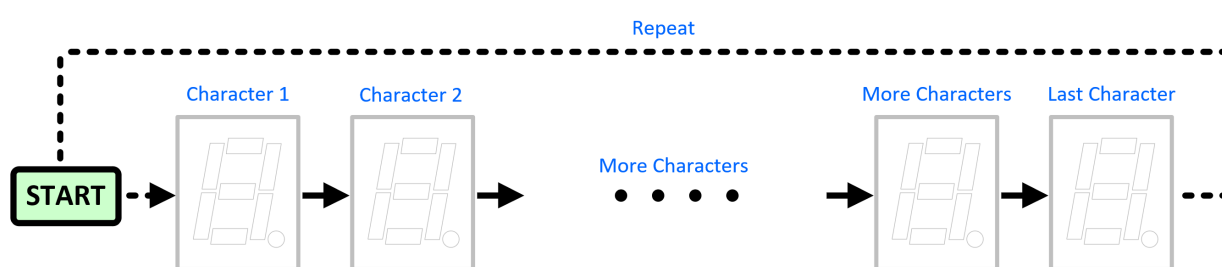 Repeat
Character 1
Character 2
More Characters
Last Character
More Characters
START